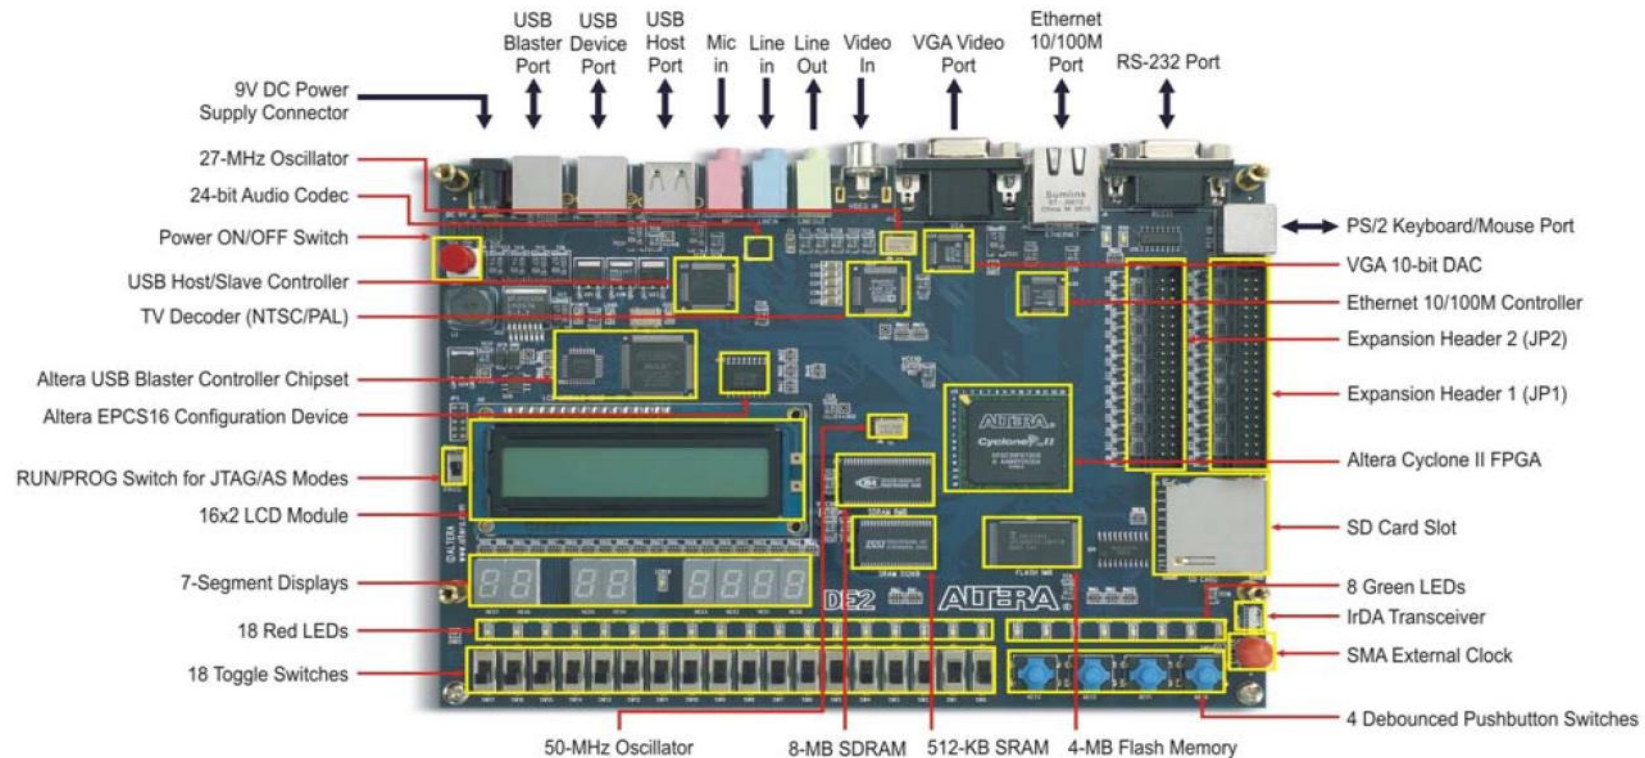 USB
Blaster
Port
USB
Device
Port
USB
Host
Port
Mic
in
Line
in
Line
Out
Video
In
VGA Video
Port
Ethernet
10/100M
Port
RS-232 Port
9V DC Power
Supply Connector
27-MHz Oscillator
24-bit Audio Codec
Power ON/OFF Switch
USB Host/Slave Controller
TV Decoder (NTSC/PAL)
Altera USB Blaster Controller Chipset
Altera EPCS16 Configuration Device
RUN/PROG Switch for JTAG/AS Modes
16x2 LCD Module
7-Segment Displays
18 Red LEDs
18 Toggle Switches
PS/2 Keyboard/Mouse Port
VGA 10-bit DAC
Ethernet 10/100M Controller
Expansion Header 2 (JP2)
Expansion Header 1 (JP1)
Altera Cyclone II FPGA
SD Card Slot
8 Green LEDs
IrDA Transceiver
SMA External Clock
4 Debounced Pushbutton Switches
50-MHz Oscillator
8-MB SDRAM
512-KB SRAM
4-MB Flash Memory
Sumlink
ALTERA®
Cyclone II
©ALTERA
www.altera.com
DE2
ALTERA®